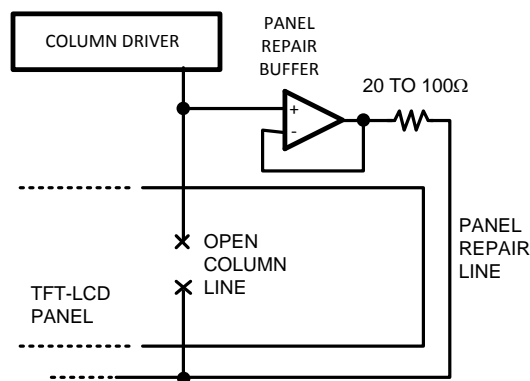 COLUMN DRIVER
PANEL
REPAIR
BUFFER
20 TO 100Ω
+
-
OPEN
COLUMN
LINE
PANEL
REPAIR
LINE
TFT-LCD
PANEL